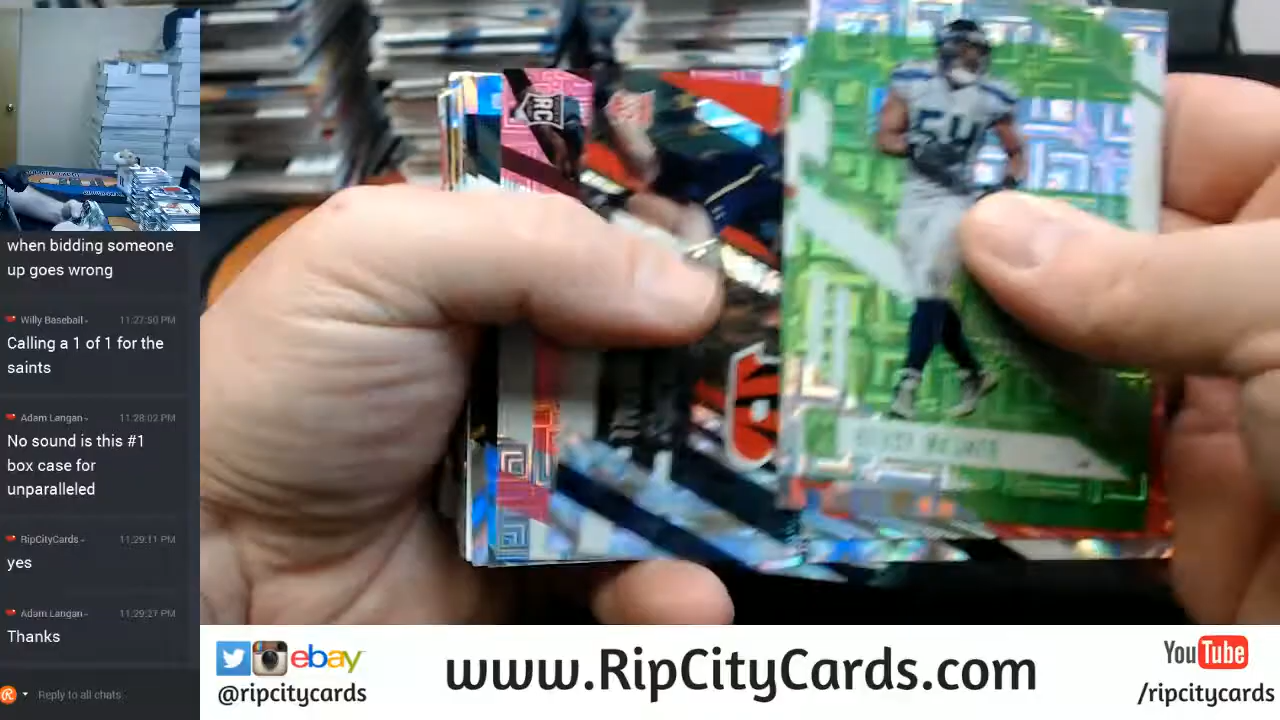 when bidding someone
up goes wrong
Willy Baseball- 11:27:50 PM
Calling a 1 of 1 for the
saints
Adam Langan- 11:28:02 PM
No sound is this #1
box case for
unparalleled
RipCityCards- 11:29:11 PM
yes
Adam Langan- 11:29:27 PM
Thanks
Reply to all chats.
RC
54
ebay
@ripcitycards
www.RipCityCards.com
YouTube
/ripcitycards